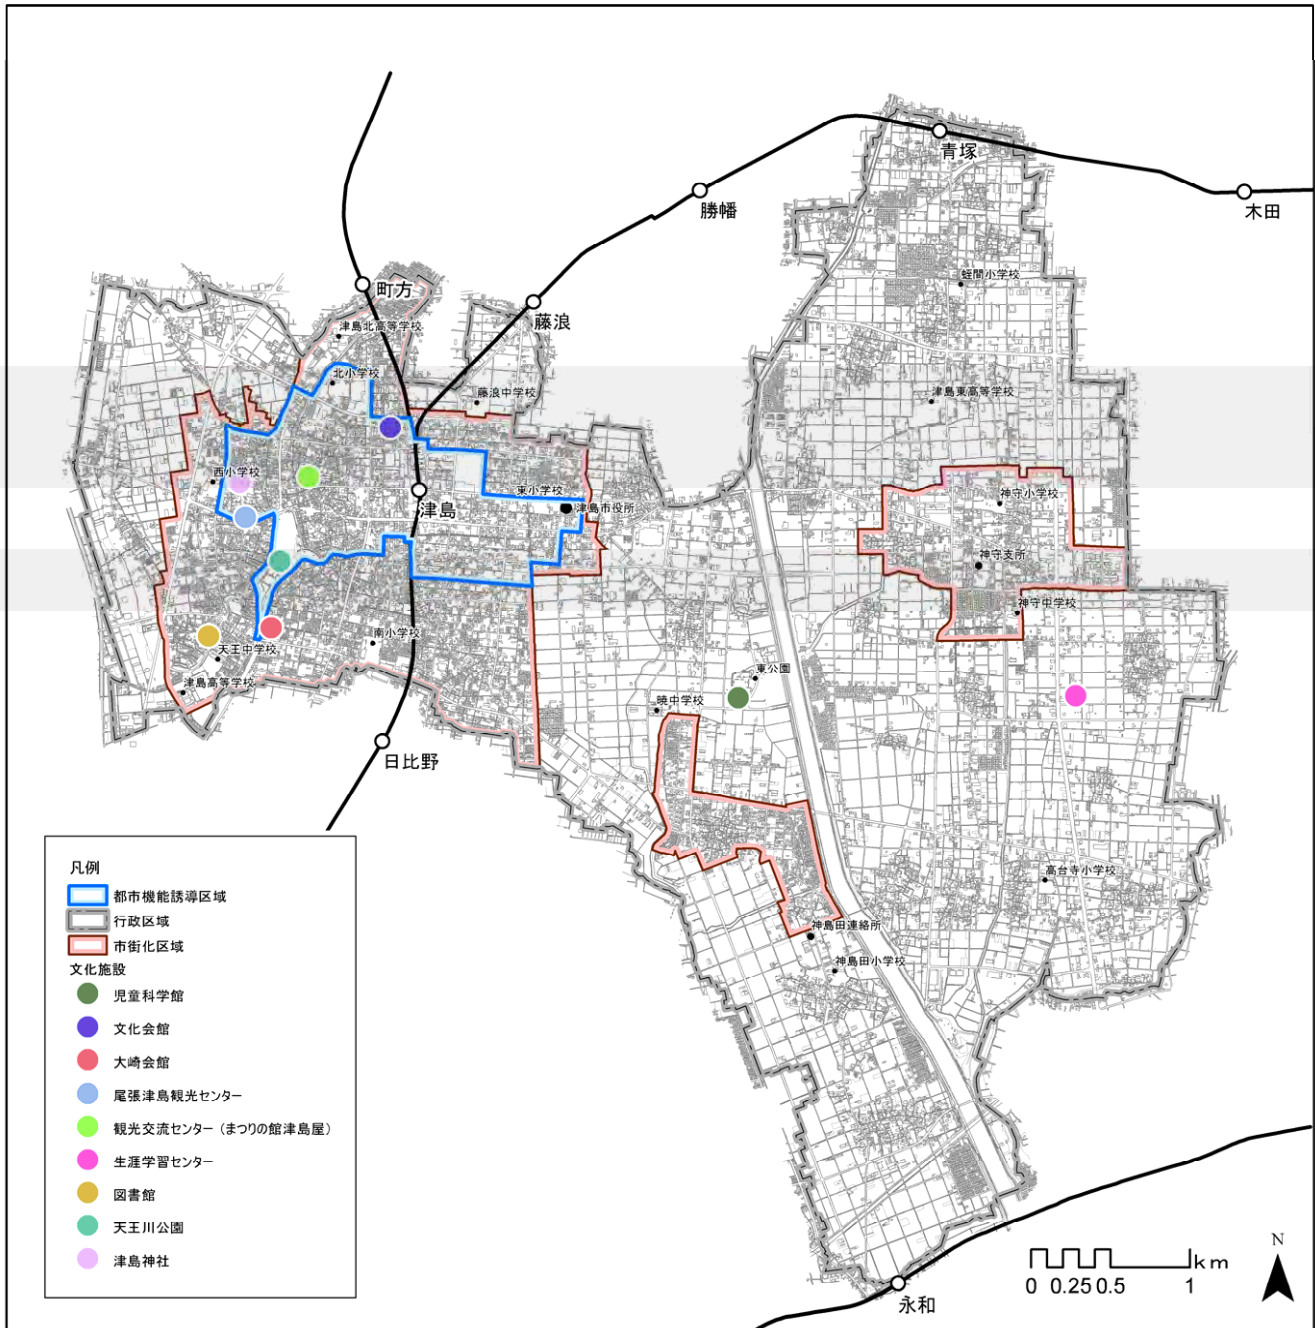 青塚
勝幡
木田
蛭間小学校
町方
藤浪
津島北高等学校
北小学校
藤浪中学校
津島東高等学校
西小学校
東小学校
神守小学校
津島
津島市役所
神守支所
神守中学校
南小学校
天王中学校
東公園
津島高等学校
暁中学校
日比野
高台寺小学校
神島田連絡所
神島田小学校
凡例
都市機能誘導区域
行政区域
市街化区域
文化施設
児童科学館
文化会館
大崎会館
尾張津島観光センター
観光交流センター（まつりの館津島屋）
生涯学習センター
図書館
天王川公園
津島神社
N
km
0 0.25 0.5 1
永和